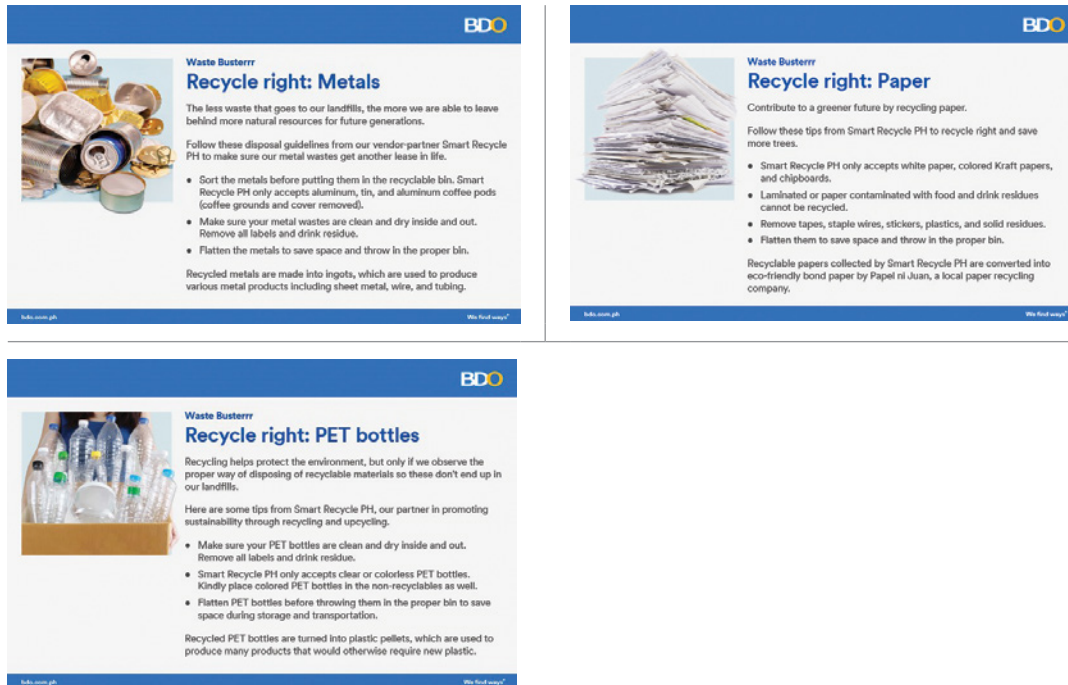 BDO
Waste Busterrr
Recycle right: Metals
The less waste that goes to our landfills, the more we are able to leave
behind more natural resources for future generations.
Follow these disposal guidelines from our vendor-partner Smart Recycle
PH to make sure our metal wastes get another lease in life.
• Sort the metals before putting them in the recyclable bin. Smart
Recycle PH only accepts aluminum, tin, and aluminum coffee pods
(coffee grounds and cover removed).
• Make sure your metal wastes are clean and dry inside and out.
Remove all labels and drink residue.
• Flatten the metals to save space and throw in the proper bin.
Recycled metals are made into ingots, which are used to produce
various metal products including sheet metal, wire, and tubing.
bdo.com.ph
We find ways®
BDO
Waste Busterrr
Recycle right: Paper
Contribute to a greener future by recycling paper.
Follow these tips from Smart Recycle PH to recycle right and save
more trees.
• Smart Recycle PH only accepts white paper, colored Kraft papers,
and chipboards.
• Laminated or paper contaminated with food and drink residues
cannot be recycled.
• Remove tapes, staple wires, stickers, plastics, and solid residues.
• Flatten them to save space and throw in the proper bin.
Recyclable papers collected by Smart Recycle PH are converted into
eco-friendly bond paper by Papel ni Juan, a local paper recycling
company.
bdo.com.ph
We find ways®
BDO
Waste Busterrr
Recycle right: PET bottles
Recycling helps protect the environment, but only if we observe the
proper way of disposing of recyclable materials so these don't end up in
our landfills.
Here are some tips from Smart Recycle PH, our partner in promoting
sustainability through recycling and upcycling.
• Make sure your PET bottles are clean and dry inside and out.
Remove all labels and drink residue.
• Smart Recycle PH only accepts clear or colorless PET bottles.
Kindly place colored PET bottles in the non-recyclables as well.
• Flatten PET bottles before throwing them in the proper bin to save
space during storage and transportation.
Recycled PET bottles are turned into plastic pellets, which are used to
produce many products that would otherwise require new plastic.
bdo.com.ph
We find ways®